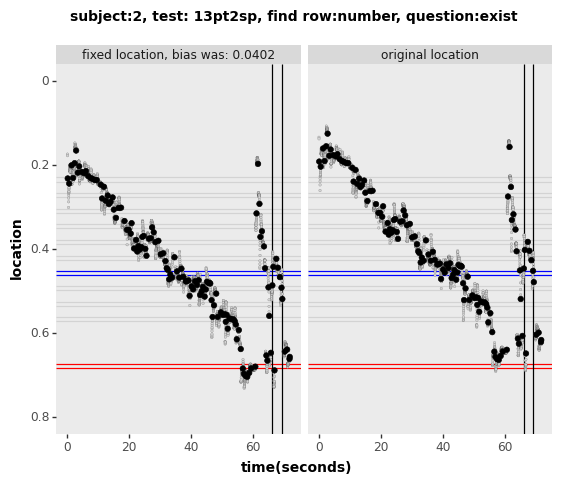 subject:2, test: 13pt2sp, find row:number, question:exist
fixed location, bias was: 0.0402
original location
0
0.2
0.4
0.6
0.8
location
0
20
40
60
0
20
40
60
time(seconds)